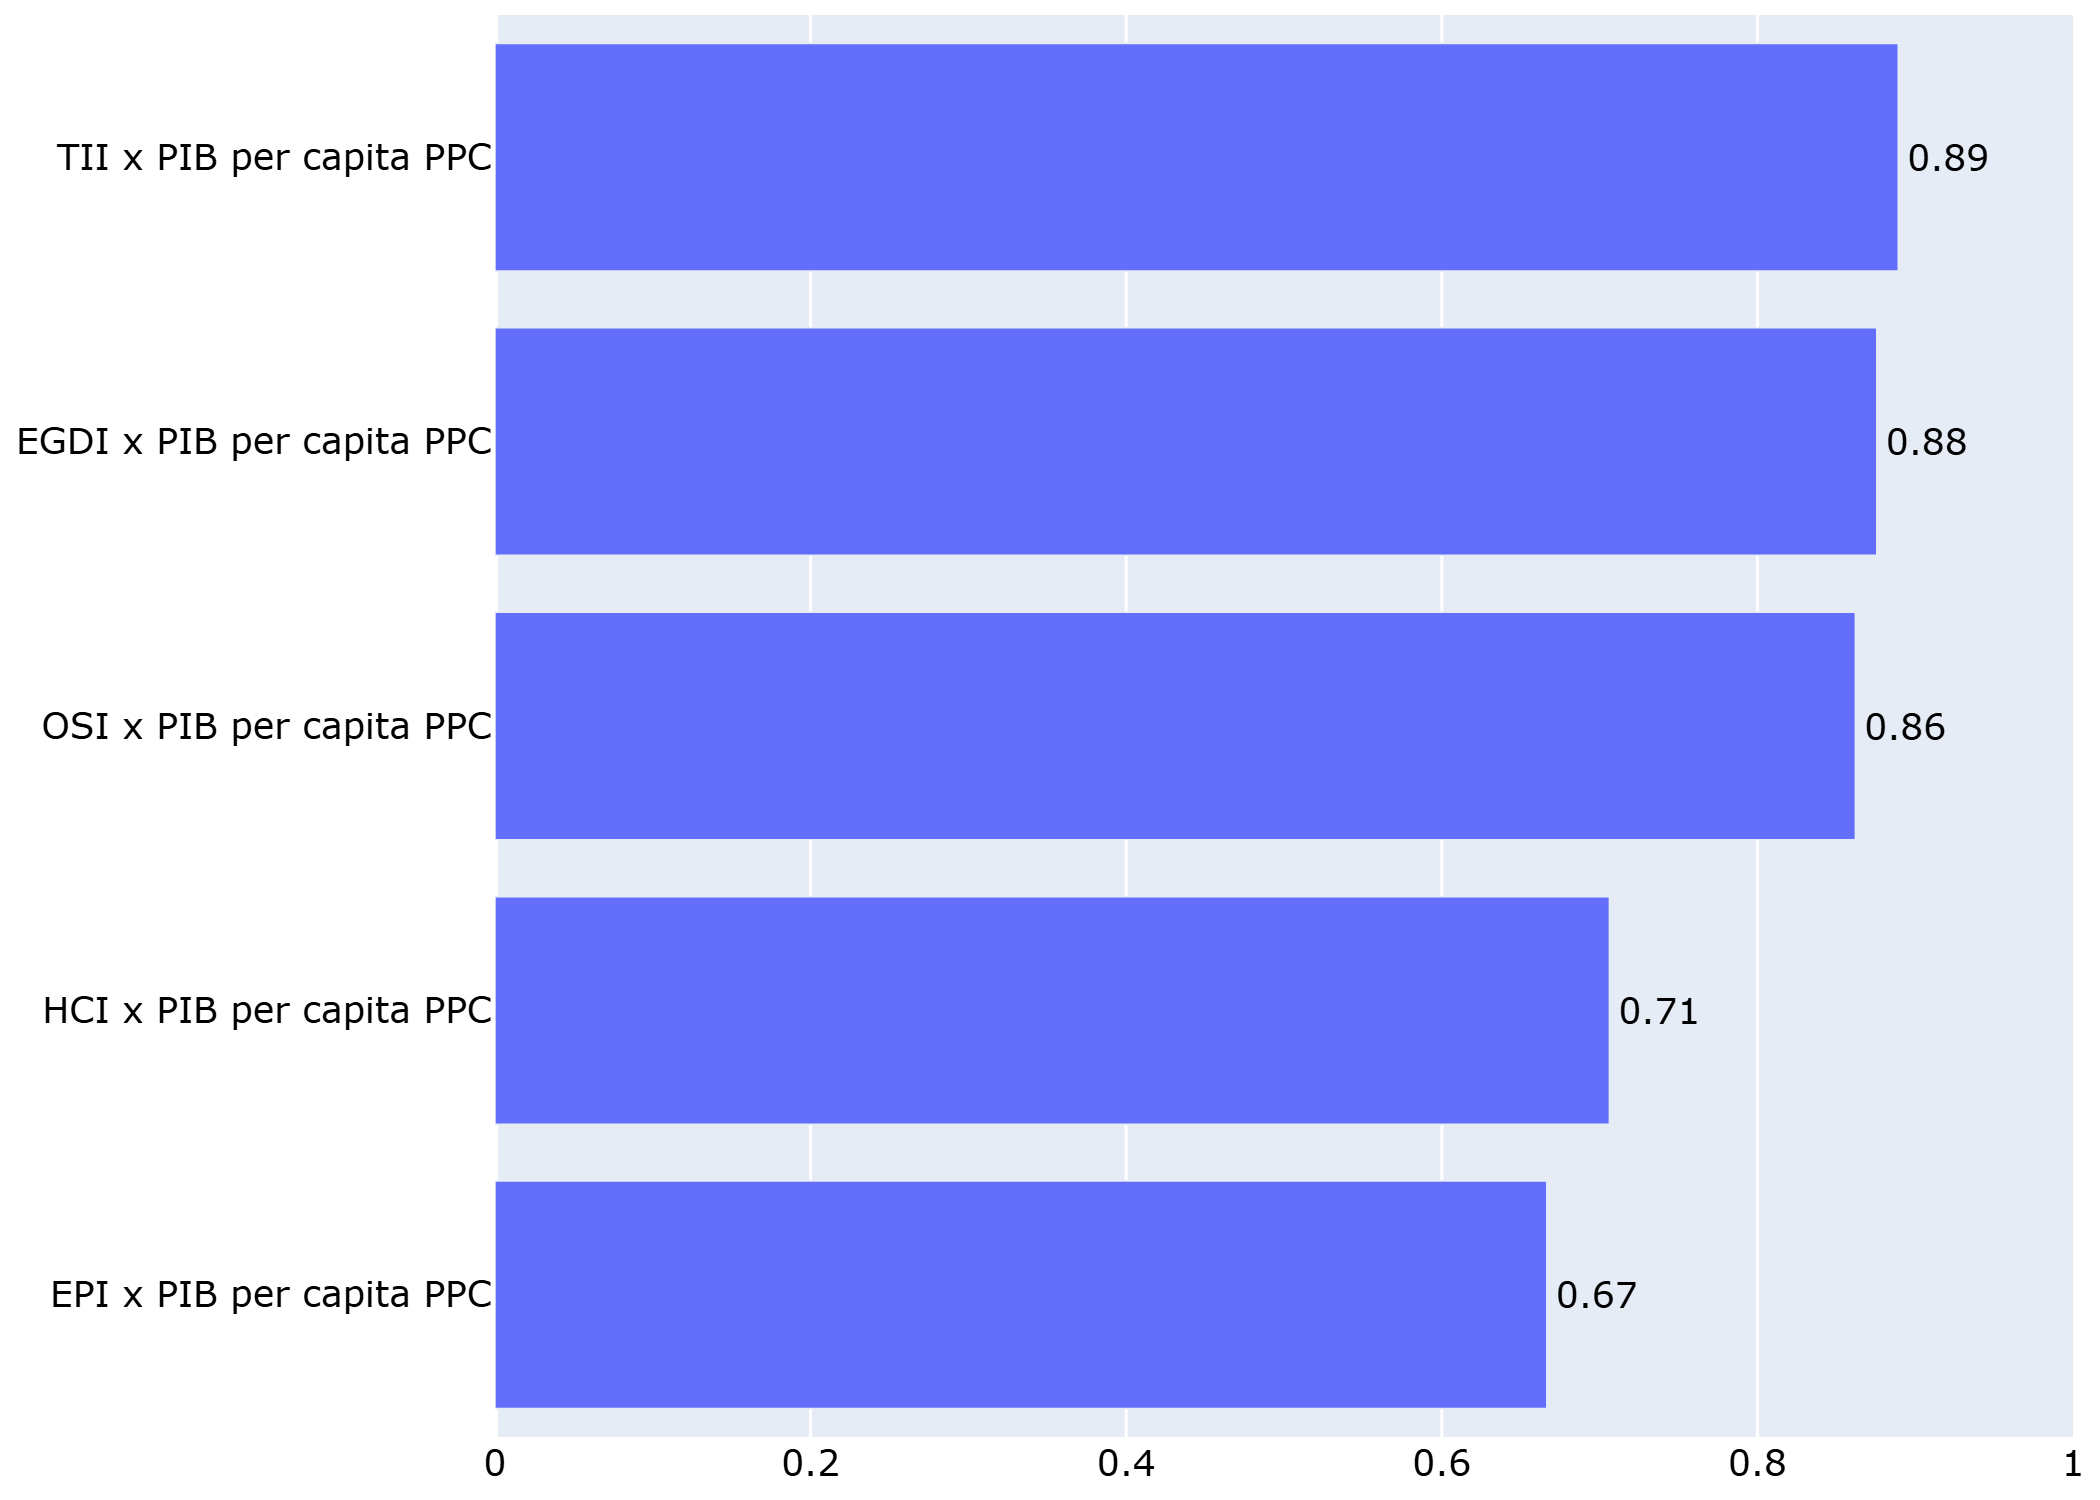 TII x PIB per capita PPC
0.89
EGDI x PIB per capita PPC
0.88
OSI x PIB per capita PPC
0.86
HCI x PIB per capita PPC
0.71
EPI x PIB per capita PPC
0.67
0 0.2 0.4 0.6 0.8 1